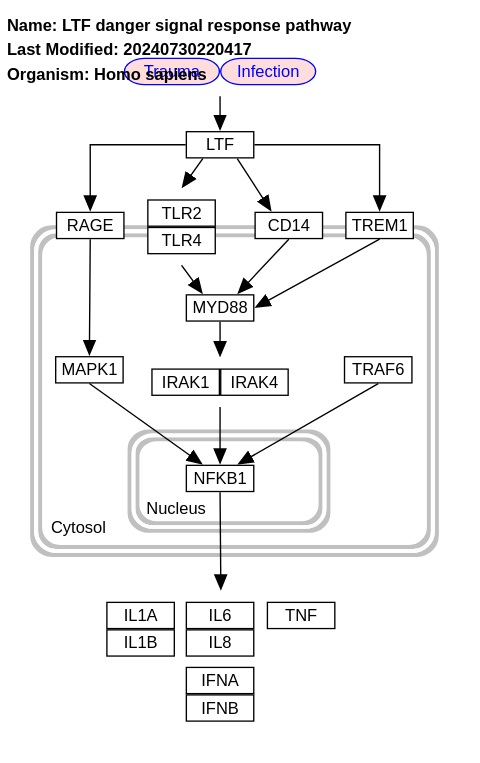 Name: LTF danger signal response pathway
Last Modified: 20240730220417
Organism: Homo sapiens
Trauma Infection
LTF
TLR2
RAGE CD14 TREM1
TLR4
MYD88
MAPK1 TRAF6
IRAK1 IRAK4
NFKB1
Nucleus
Cytosol
IL1A IL6 TNF
IL1B IL8
IFNA
IFNB